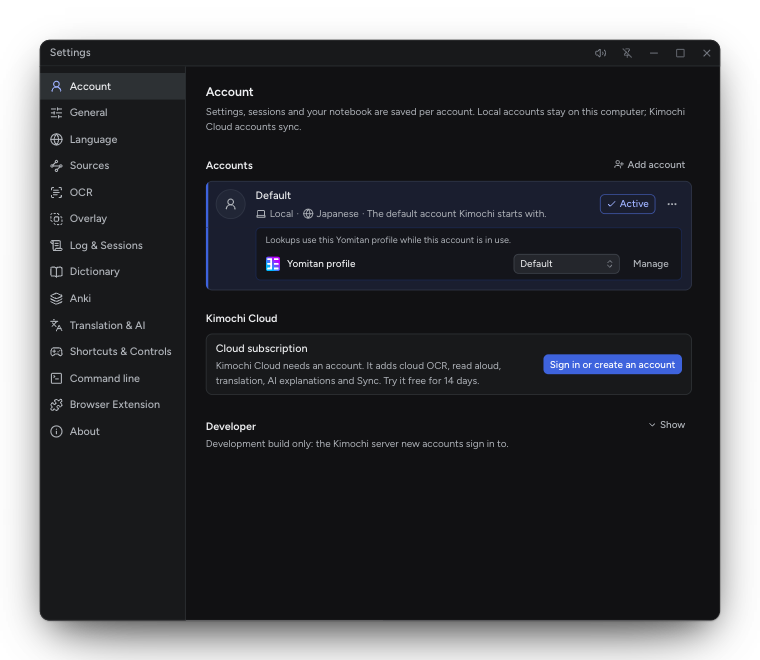 Settings
Account
General
Language
Sources
OCR
Overlay
Log & Sessions
Dictionary
Anki
Translation & AI
Shortcuts & Controls
Command line
Browser Extension
About
Account
Settings, sessions and your notebook are saved per account. Local accounts stay on this computer; Kimochi
Cloud accounts sync.
Accounts
Add account
Default
Local · Japanese · The default account Kimochi starts with.
Active
Lookups use this Yomitan profile while this account is in use.
Yomitan profile
Default
Manage
Kimochi Cloud
Cloud subscription
Kimochi Cloud needs an account. It adds cloud OCR, read aloud,
translation, AI explanations and Sync. Try it free for 14 days.
Sign in or create an account
Developer
Show
Development build only: the Kimochi server new accounts sign in to.